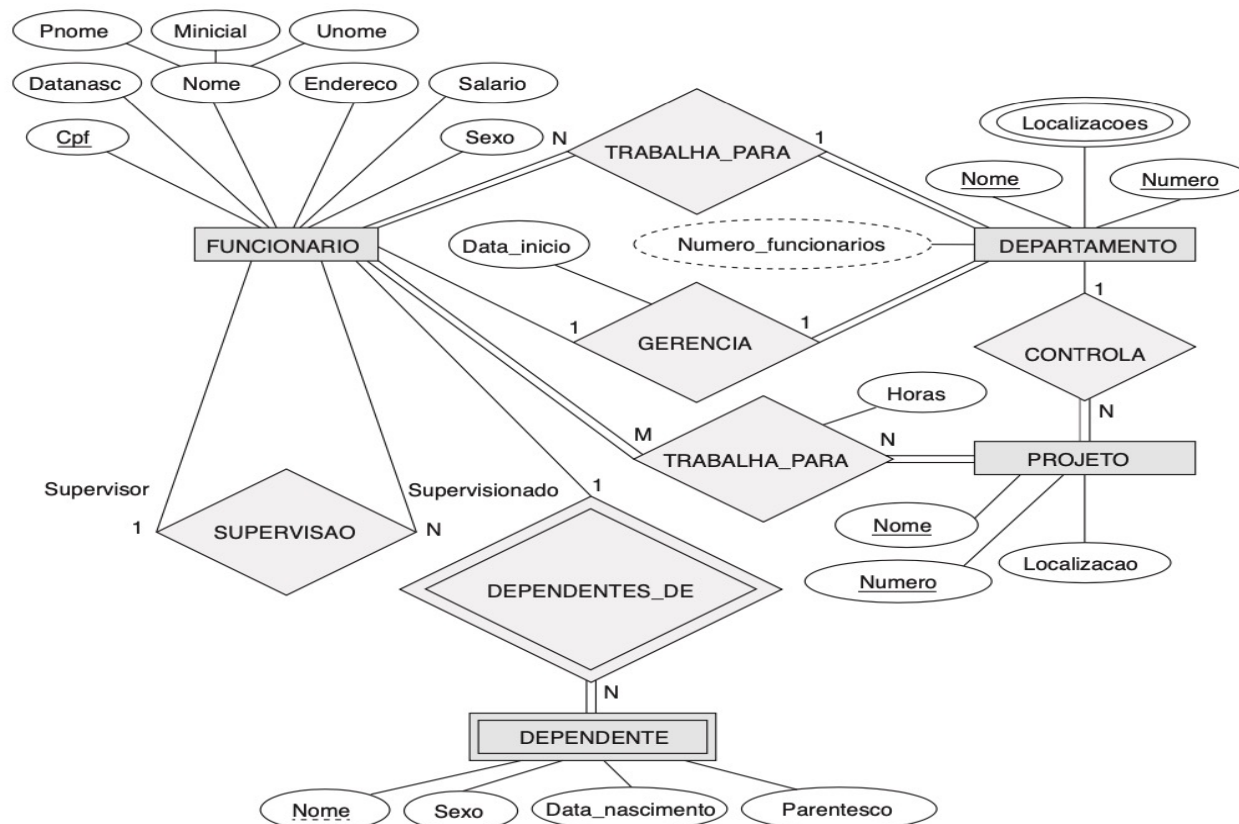 Pnome
Minicial
Unome
Datanasc
Nome
Endereco
Salario
Cpf
Sexo
N
TRABALHA_PARA
1
Localizacoes
Nome
Numero
FUNCIONARIO
Data_inicio
Numero_funcionarios
DEPARTAMENTO
1
GERENCIA
1
1
CONTROLA
N
Horas
M
TRABALHA_PARA
N
PROJETO
Supervisor
1
SUPERVISAO
Supervisionado
N
1
Nome
Numero
Localizacao
DEPENDENTES_DE
N
DEPENDENTE
Nome
Sexo
Data_nascimento
Parentesco